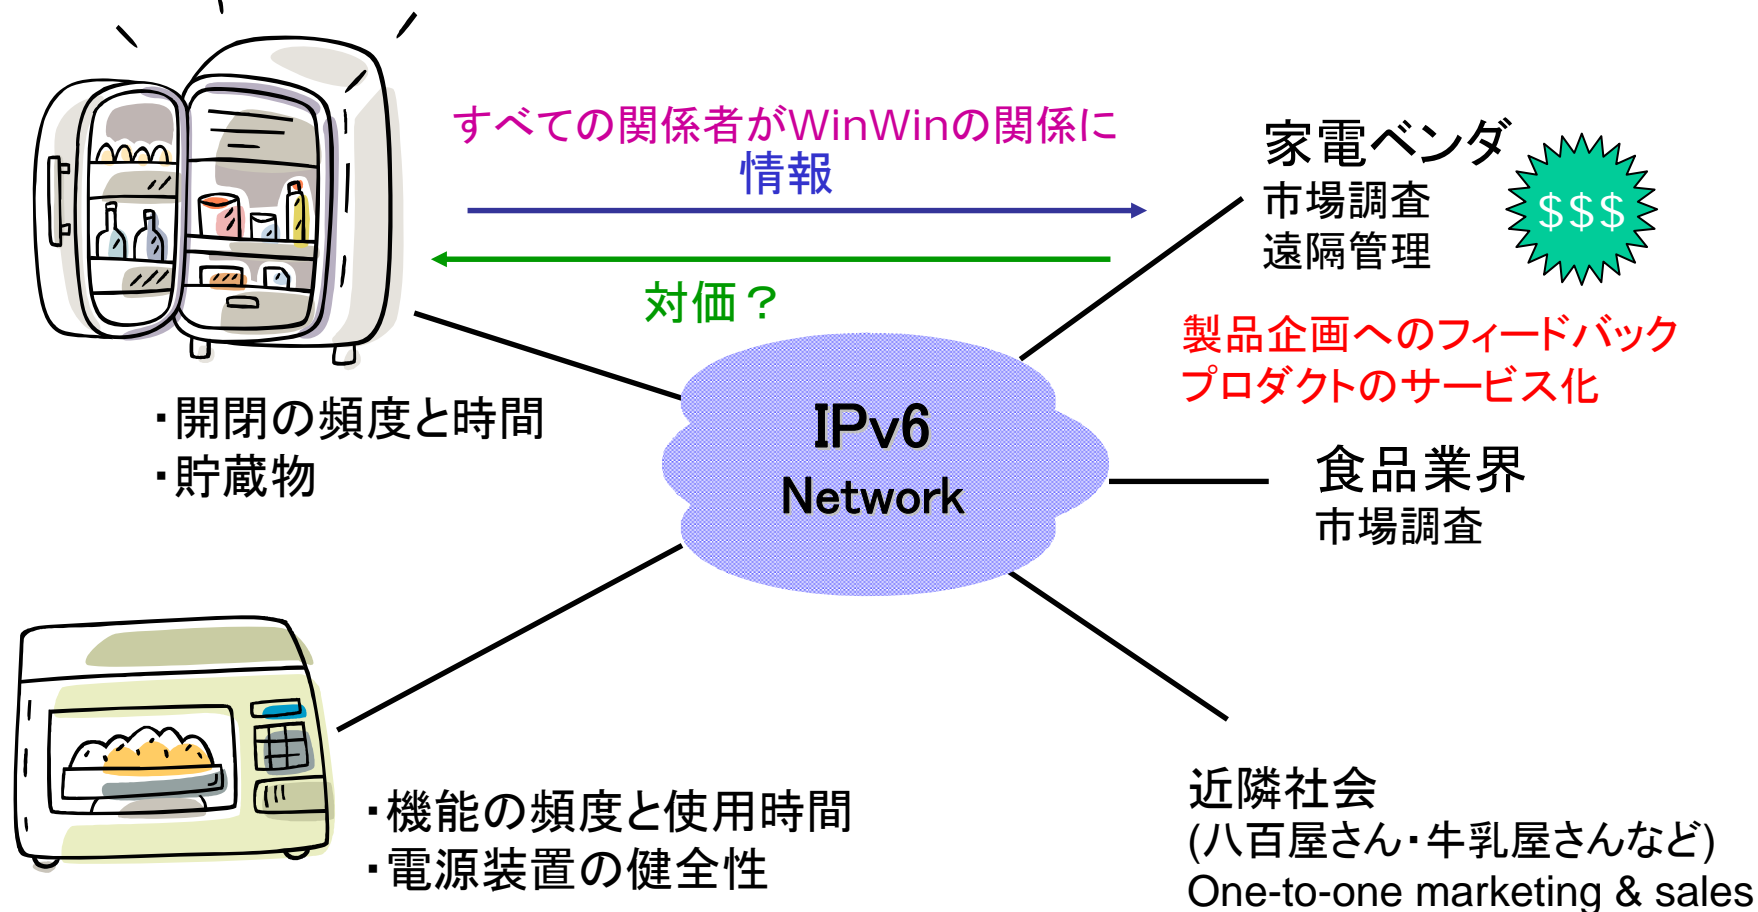 すべての関係者がWinWinの関係に
情報
対価？
家電ベンダ
市場調査
遠隔管理
$$$
製品企画へのフィードバック
プロダクトのサービス化
・開閉の頻度と時間
・貯蔵物
IPv6
Network
食品業界
市場調査
・機能の頻度と使用時間
・電源装置の健全性
近隣社会
(八百屋さん・牛乳屋さんなど)
One-to-one marketing & sales